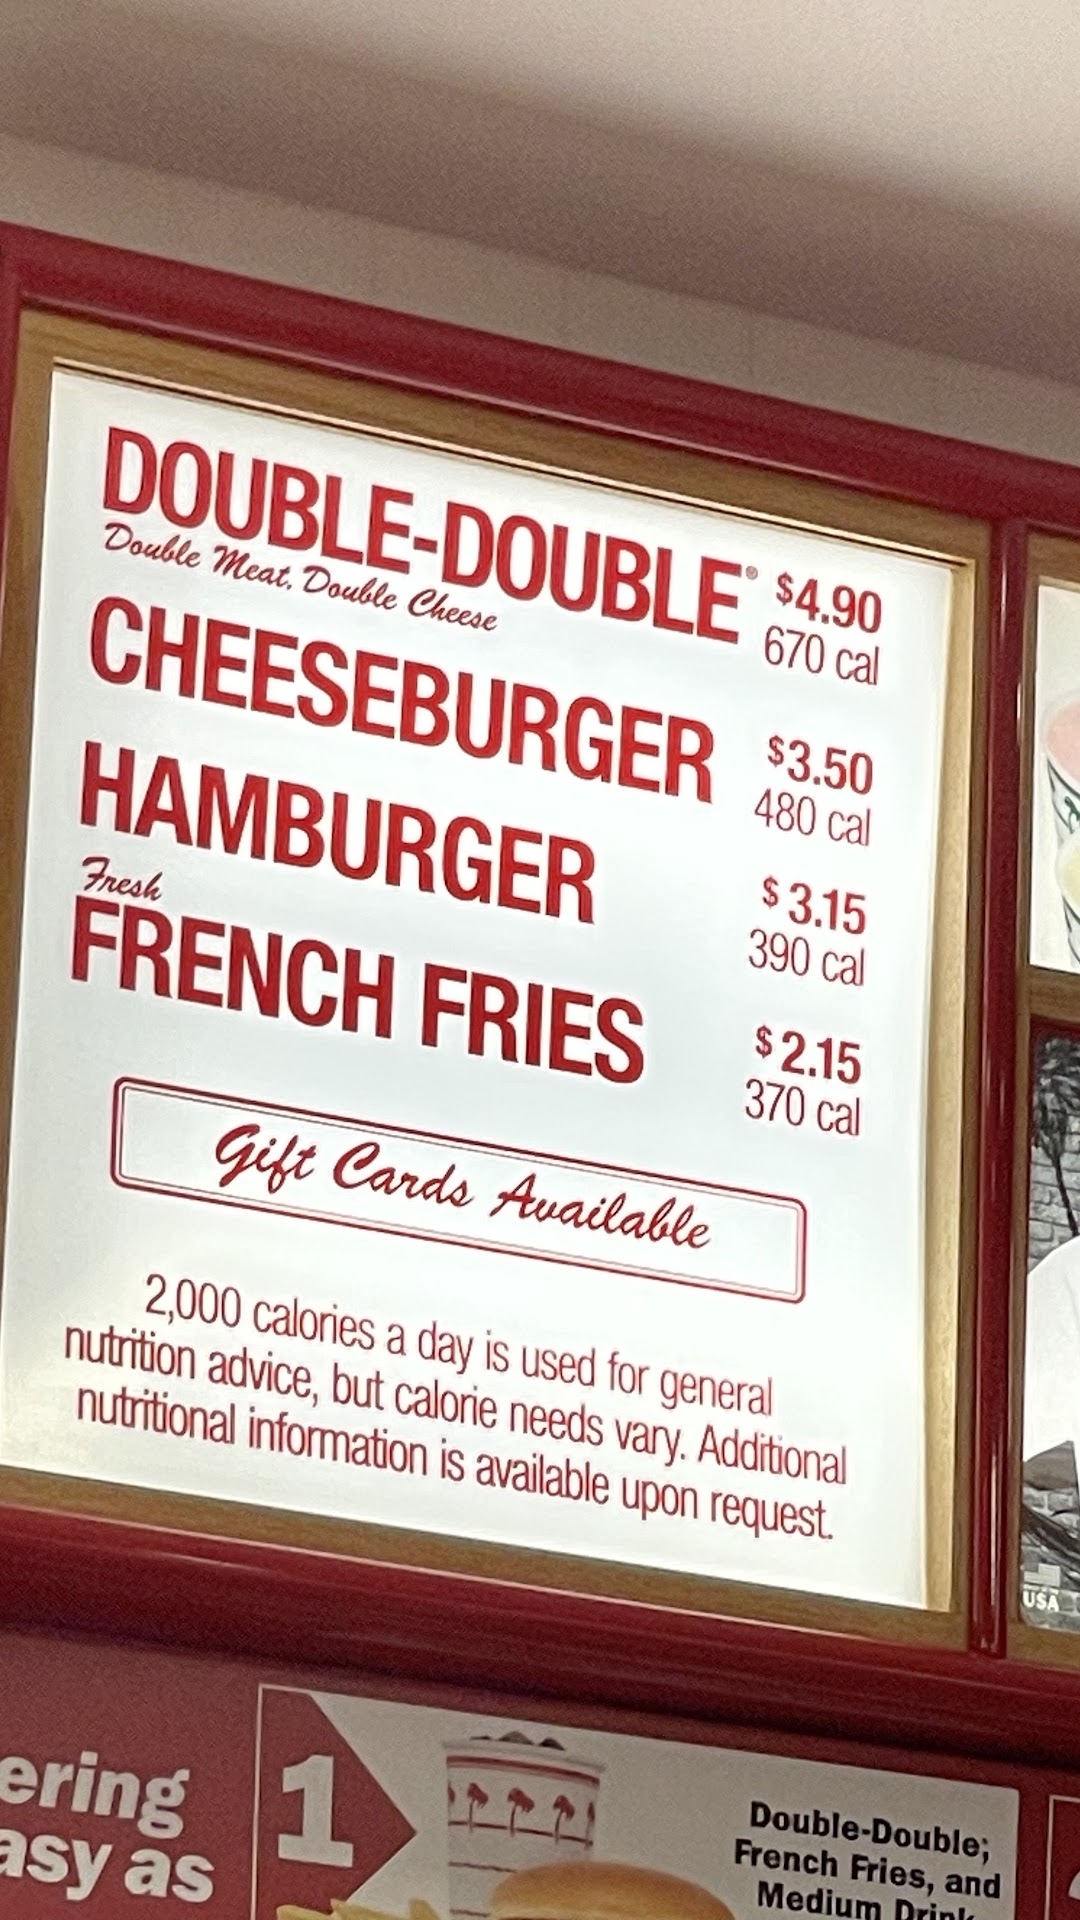 DOUBLE-DOUBLE® $4.90
Double Meat, Double Cheese 670 cal
CHEESEBURGER $3.50
480 cal
HAMBURGER $3.15
390 cal
Fresh
FRENCH FRIES $2.15
370 cal
Gift Cards Available
2,000 calories a day is used for general
nutrition advice, but calorie needs vary. Additional
nutritional information is available upon request.
USA
ering
asy as
1
Double-Double;
French Fries, and
Medium Drink